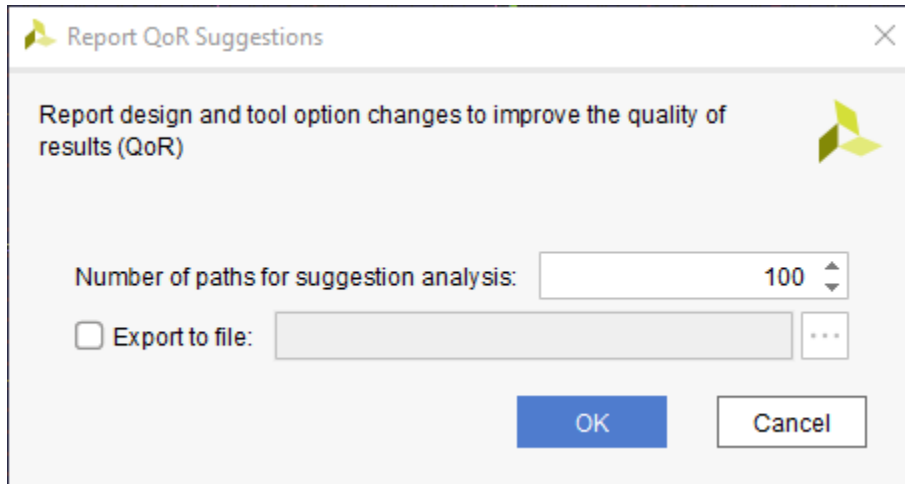 Report QoR Suggestions
Report design and tool option changes to improve the quality of
results (QoR)
Number of paths for suggestion analysis: 100
Export to file: ...
OK Cancel